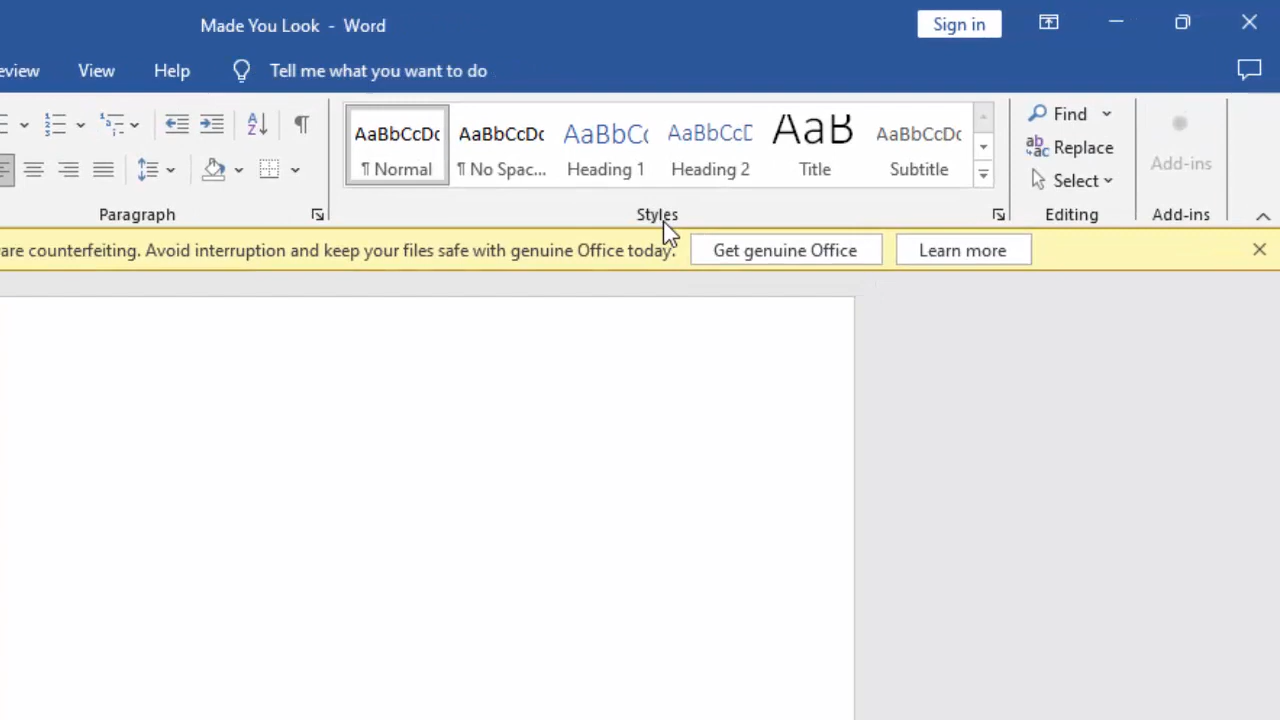 Made You Look - Word
Sign in
eview View Help Tell me what you want to do
AaBbCcDc AaBbCcDc AaBbC( AaBbCcD AaB AaBbCcDc
¶ Normal ¶ No Spac... Heading 1 Heading 2 Title Subtitle
Find
Replace
Select
Add-ins
Paragraph Styles Editing Add-ins
are counterfeiting. Avoid interruption and keep your files safe with genuine Office today. Get genuine Office Learn more